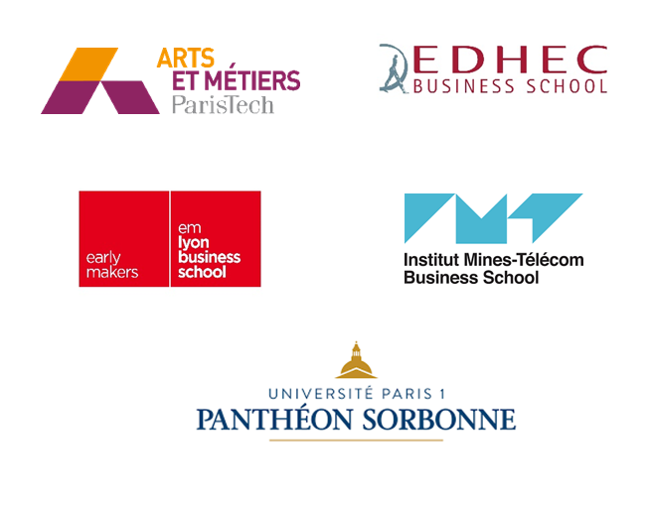 ARTS
ET MÉTIERS
ParisTech
EDHEC
BUSINESS SCHOOL
early
makers
em
lyon
business
school
Institut Mines-Télécom
Business School
UNIVERSITÉ PARIS 1
PANTHÉON SORBONNE